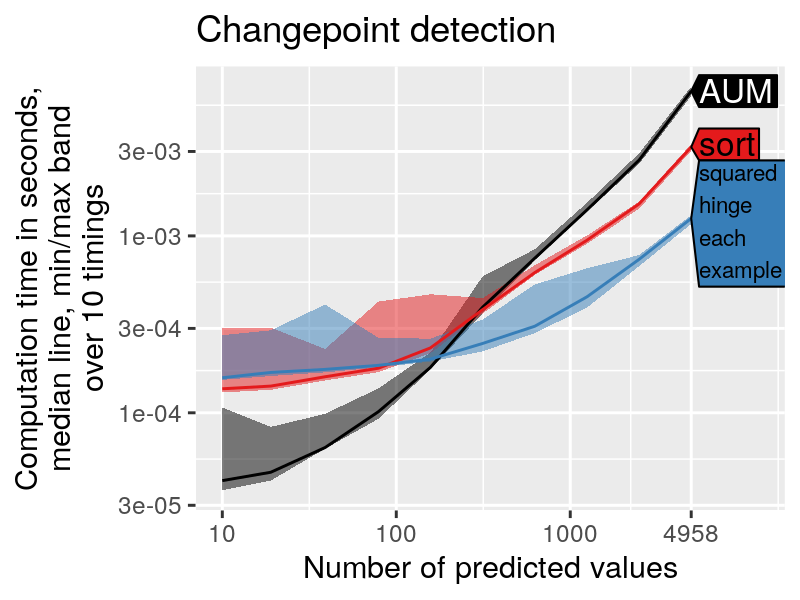 Changepoint detection
Computation time in seconds,
median line, min/max band
over 10 timings
3e-03
1e-03
3e-04
1e-04
3e-05
AUM
sort
squared
hinge
each
example
10
100
1000
4958
Number of predicted values